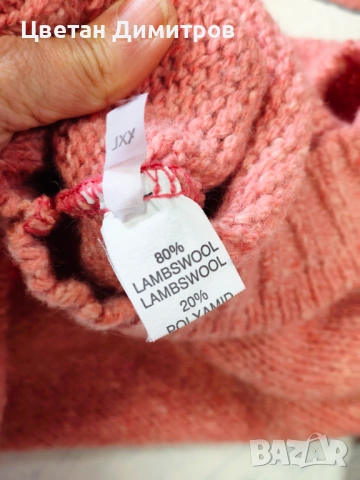 Цветан Димитров
XXL
80%
LAMBSWOOL
LAMBSWOOL
20%
POLYAMID
BAZAR